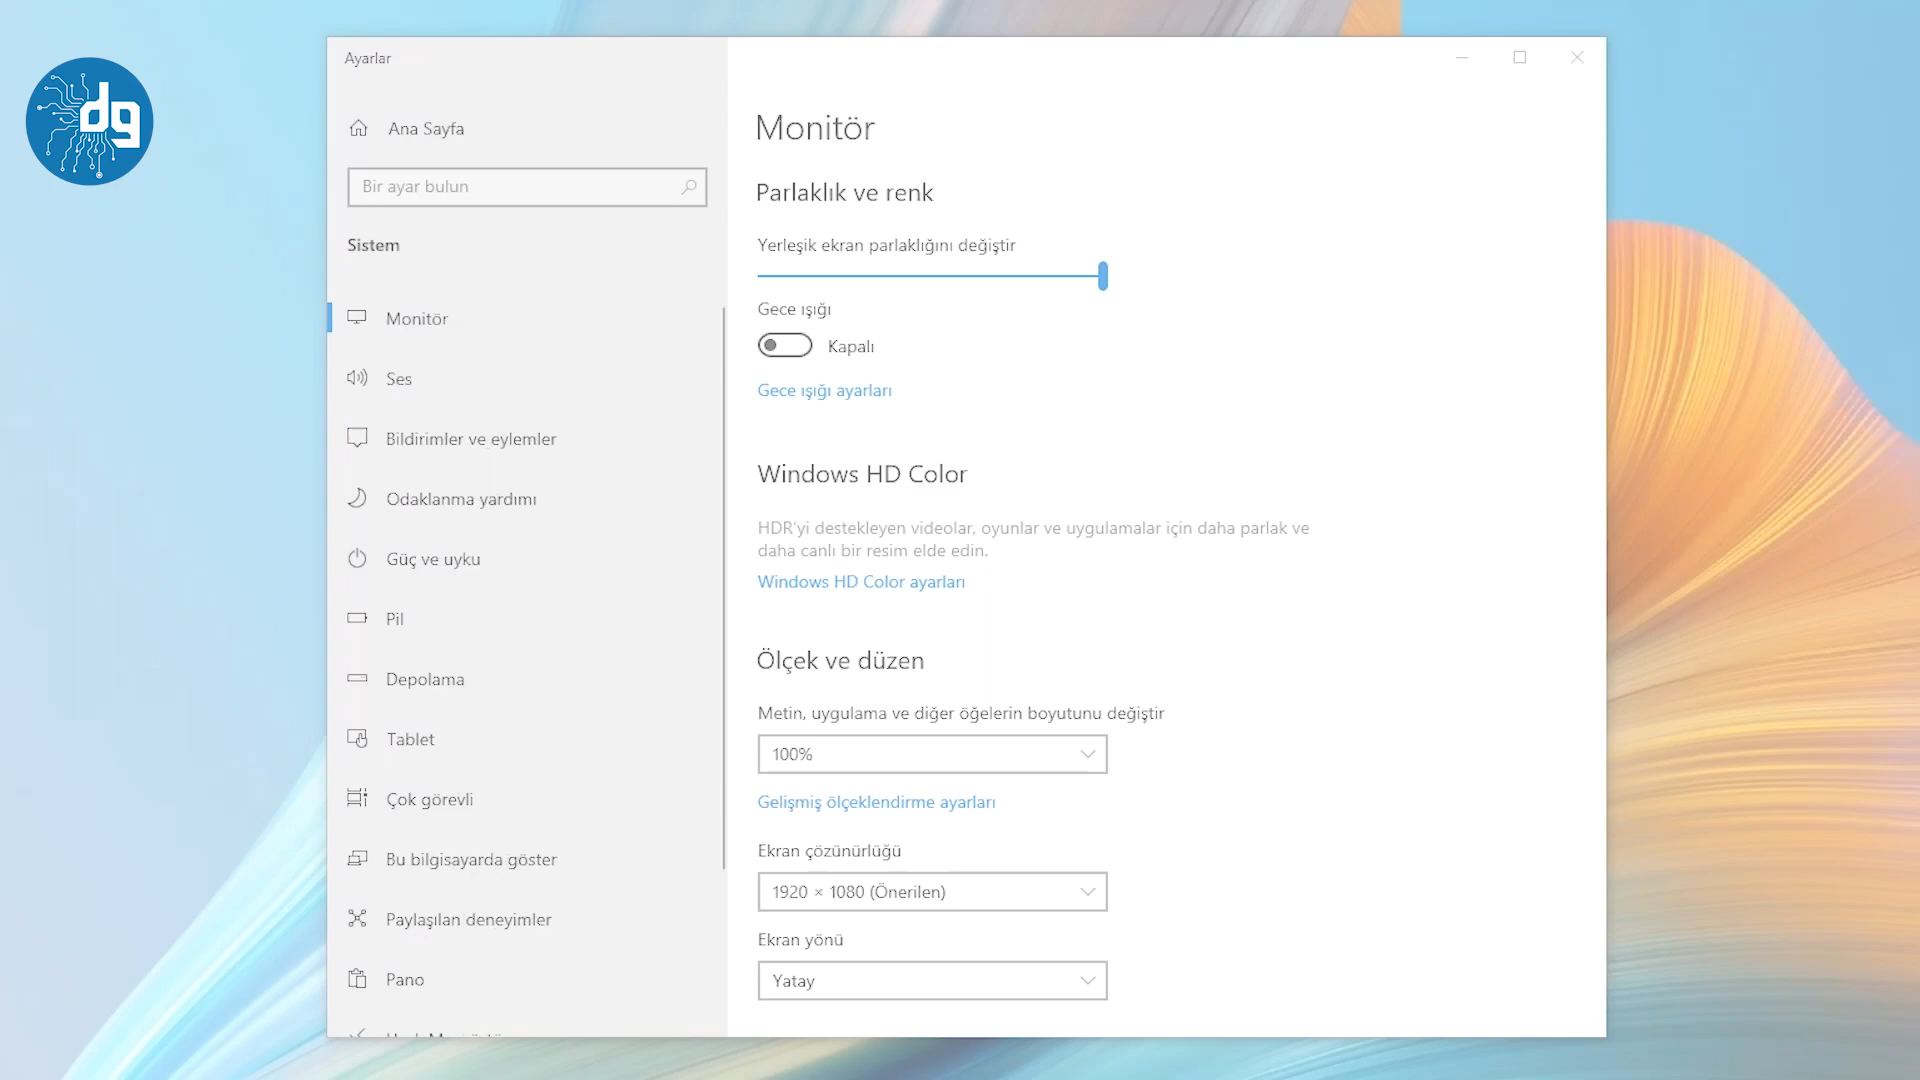 Ayarlar
dg
Ana Sayfa
Bir ayar bulun
Sistem
Monitör
Ses
Bildirimler ve eylemler
Odaklanma yardımı
Güç ve uyku
Pil
Depolama
Tablet
Çok görevli
Bu bilgisayarda göster
Paylaşılan deneyimler
Pano
Monitör
Parlaklık ve renk
Yerleşik ekran parlaklığını değiştir
Gece ışığı
Kapalı
Gece ışığı ayarları
Windows HD Color
HDR'yi destekleyen videolar, oyunlar ve uygulamalar için daha parlak ve
daha canlı bir resim elde edin.
Windows HD Color ayarları
Ölçek ve düzen
Metin, uygulama ve diğer öğelerin boyutunu değiştir
100%
Gelişmiş ölçeklendirme ayarları
Ekran çözünürlüğü
1920 × 1080 (Önerilen)
Ekran yönü
Yatay